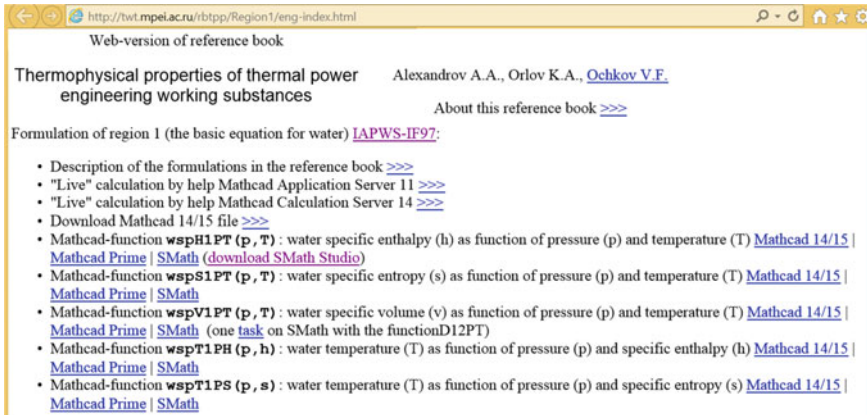 http://twt.mpei.ac.ru/rbtpp/Region1/eng-index.html
Web-version of reference book
Thermophysical properties of thermal power
engineering working substances
Alexandrov A.A., Orlov K.A., Ochkov V.F.
About this reference book >>>
Formulation of region 1 (the basic equation for water) IAPWS-IF97:
• Description of the formulations in the reference book >>>
• "Live" calculation by help Mathcad Application Server 11 >>>
• "Live" calculation by help Mathcad Calculation Server 14 >>>
• Download Mathcad 14/15 file >>>
• Mathcad-function wspH1PT(p,T): water specific enthalpy (h) as function of pressure (p) and temperature (T) Mathcad 14/15 |
Mathcad Prime | SMath (download SMath Studio)
• Mathcad-function wspS1PT(p,T): water specific entropy (s) as function of pressure (p) and temperature (T) Mathcad 14/15 |
Mathcad Prime | SMath
• Mathcad-function wspV1PT(p,T): water specific volume (v) as function of pressure (p) and temperature (T) Mathcad 14/15 |
Mathcad Prime | SMath (one task on SMath with the functionD12PT)
• Mathcad-function wspT1PH(p,h): water temperature (T) as function of pressure (p) and specific enthalpy (h) Mathcad 14/15 |
Mathcad Prime | SMath
• Mathcad-function wspT1PS(p,s): water temperature (T) as function of pressure (p) and specific entropy (s) Mathcad 14/15 |
Mathcad Prime | SMath